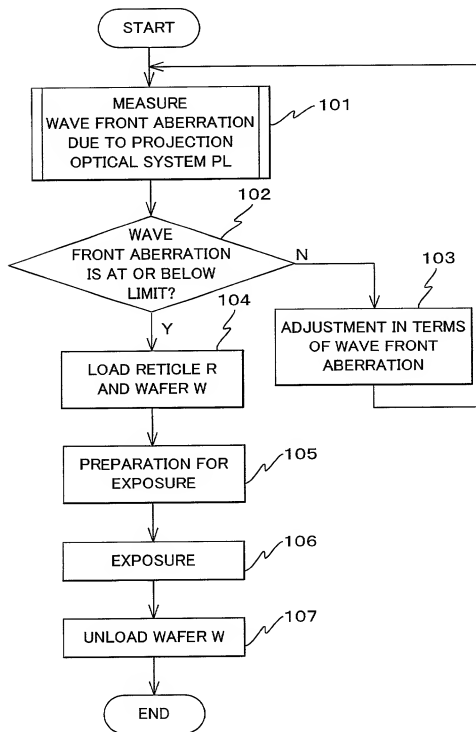 START
MEASURE
WAVE FRONT ABERRATION
DUE TO PROJECTION
OPTICAL SYSTEM PL
101
102
WAVE
FRONT ABERRATION
IS AT OR BELOW
LIMIT?
N
Y
103
ADJUSTMENT IN TERMS
OF WAVE FRONT
ABERRATION
104
LOAD RETICLE R
AND WAFER W
105
PREPARATION FOR
EXPOSURE
106
EXPOSURE
107
UNLOAD WAFER W
END